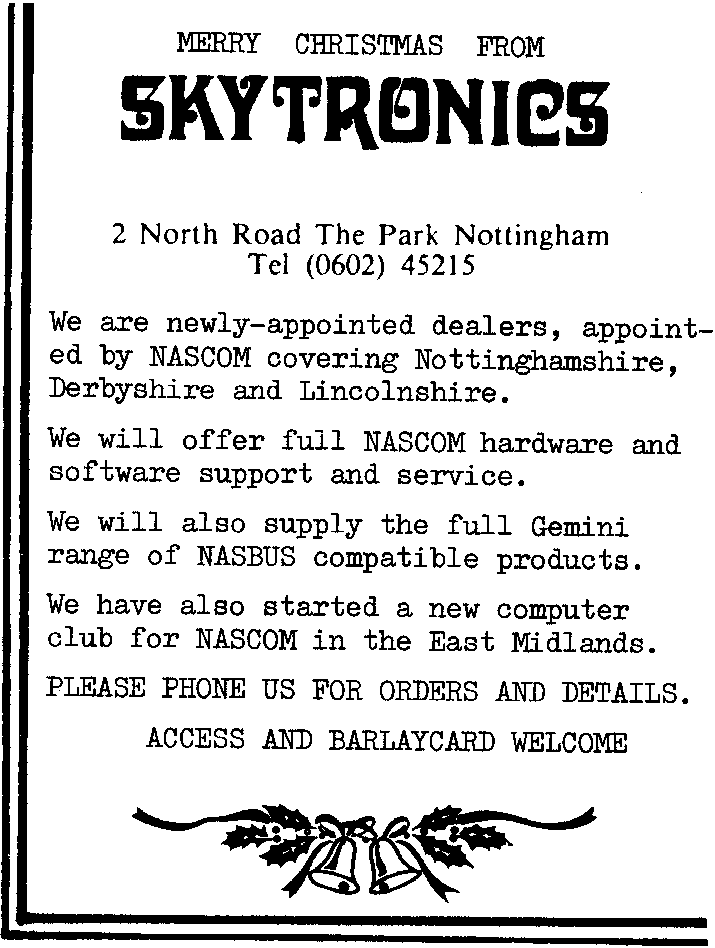 MERRY CHRISTMAS FROM
SKYTRONICS
2 North Road The Park Nottingham
Tel (0602) 45215
We are newly-appointed dealers, appoint-
ed by NASCOM covering Nottinghamshire,
Derbyshire and Lincolnshire.
We will offer full NASCOM hardware and
software support and service.
We will also supply the full Gemini
range of NASBUS compatible products.
We have also started a new computer
club for NASCOM in the East Midlands.
PLEASE PHONE US FOR ORDERS AND DETAILS.
ACCESS AND BARLAYCARD WELCOME